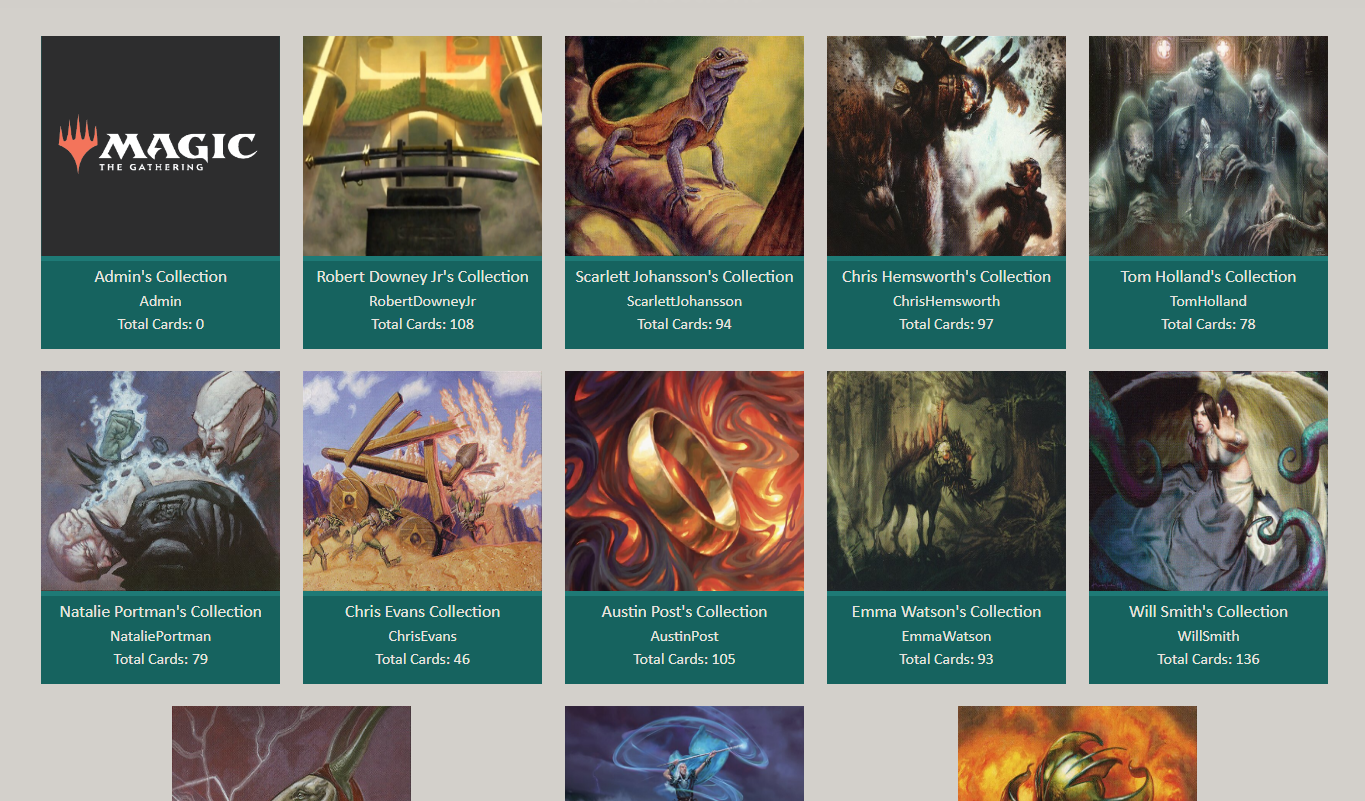 MAGIC
THE GATHERING
Admin's Collection
Admin
Total Cards: 0
Robert Downey Jr's Collection
RobertDowneyJr
Total Cards: 108
Scarlett Johansson's Collection
ScarlettJohansson
Total Cards: 94
Chris Hemsworth's Collection
ChrisHemsworth
Total Cards: 97
Tom Holland's Collection
TomHolland
Total Cards: 78
Natalie Portman's Collection
NataliePortman
Total Cards: 79
Chris Evans Collection
ChrisEvans
Total Cards: 46
Austin Post's Collection
AustinPost
Total Cards: 105
Emma Watson's Collection
EmmaWatson
Total Cards: 93
Will Smith's Collection
WillSmith
Total Cards: 136